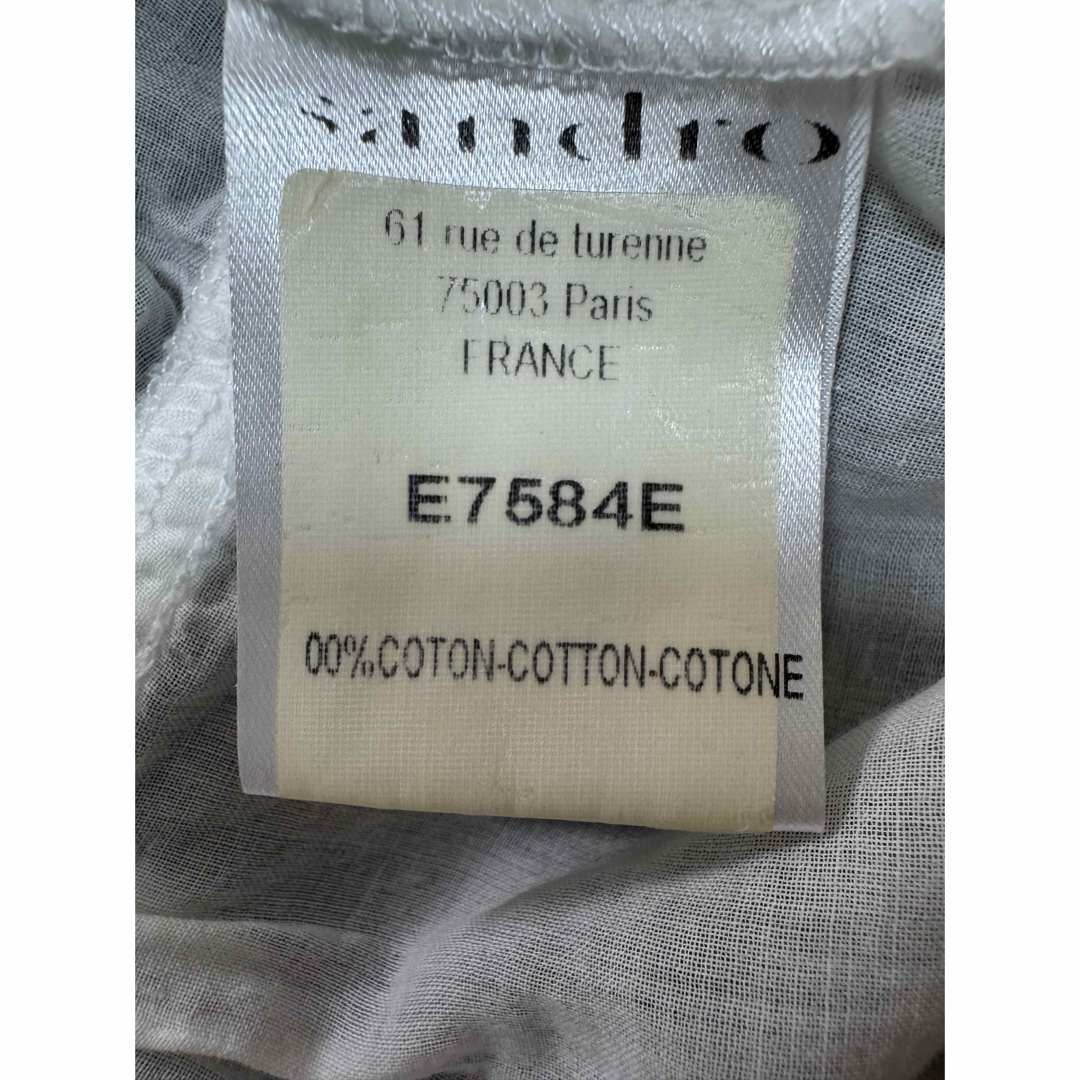 sandro
61 rue de turenne
75003 Paris
FRANCE
E7584E
00%COTON-COTTON-COTONE